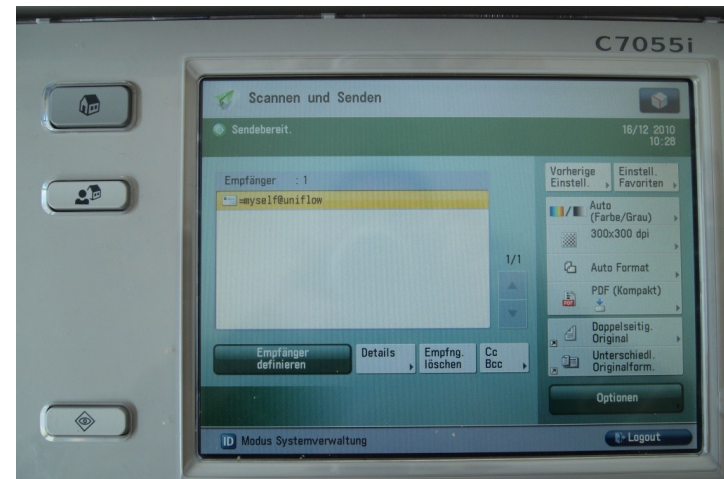 C7055i
Scannen und Senden
Sendebereit.
16/12 2010
10:28
Empfänger : 1
=myself@uniflow
1/1
Empfänger
definieren
Details
Empfng.
löschen
Cc
Bcc
Vorherige
Einstell.
Einstell.
Favoriten
Auto
(Farbe/Grau)
300x300 dpi
Auto Format
PDF
PDF (Kompakt)
Doppelseitig.
Original
Unterschiedl.
Originalform.
Optionen
ID Modus Systemverwaltung
Logout